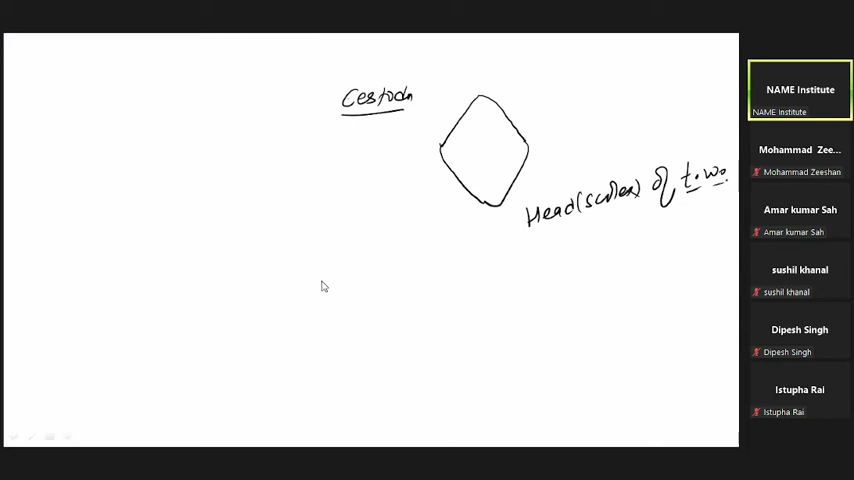 Cestoda
Head(scolex) of t.w.
NAME Institute
NAME Institute
Mohammad Zee...
Mohammad Zeeshan
Amar kumar Sah
Amar kumar Sah
sushil khanal
sushil khanal
Dipesh Singh
Dipesh Singh
Istupha Rai
Istupha Rai